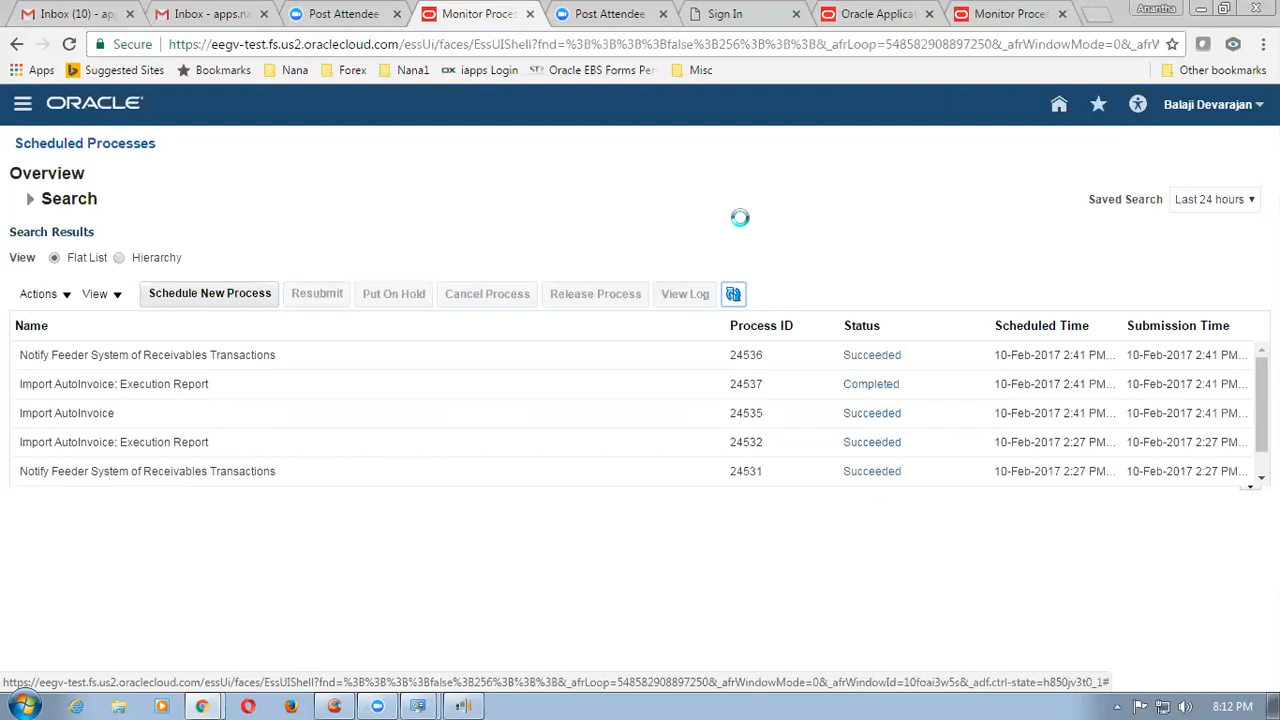 Inbox (10) - app
Inbox - apps.na
Post Attendee
Monitor Proces
Post Attendee
Sign In
Oracle Applicat
Monitor Proces
Anantha
Secure
https://eegv-test.fs.us2.oraclecloud.com/essUi/faces/EssUIShell?fnd=%3B%3B%3B%3Bfalse%3B256%3B%3B%3B&_afrLoop=548582908897250&_afrWindowMode=0&_afrW
Apps
Suggested Sites
Bookmarks
Nana
Forex
Nana1
iapps Login
Oracle EBS Forms Per
Misc
Other bookmarks
ORACLE
Balaji Devarajan
Scheduled Processes
Overview
Search
Saved Search Last 24 hours
Search Results
View Flat List Hierarchy
Actions View Schedule New Process Resubmit Put On Hold Cancel Process Release Process View Log
Name Process ID Status Scheduled Time Submission Time
Notify Feeder System of Receivables Transactions 24536 Succeeded 10-Feb-2017 2:41 PM... 10-Feb-2017 2:41 PM...
Import AutoInvoice: Execution Report 24537 Completed 10-Feb-2017 2:41 PM... 10-Feb-2017 2:41 PM...
Import AutoInvoice 24535 Succeeded 10-Feb-2017 2:41 PM... 10-Feb-2017 2:41 PM...
Import AutoInvoice: Execution Report 24532 Succeeded 10-Feb-2017 2:27 PM... 10-Feb-2017 2:27 PM...
Notify Feeder System of Receivables Transactions 24531 Succeeded 10-Feb-2017 2:27 PM... 10-Feb-2017 2:27 PM...
https://eegv-test.fs.us2.oraclecloud.com/essUi/faces/EssUIShell?fnd=%3B%3B%3B%3Bfalse%3B256%3B%3B%3B&_afrLoop=548582908897250&_afrWindowMode=0&_afrWindowId=10foai3w5s&_adf.ctrl-state=h850jv3t0_1#
8:12 PM